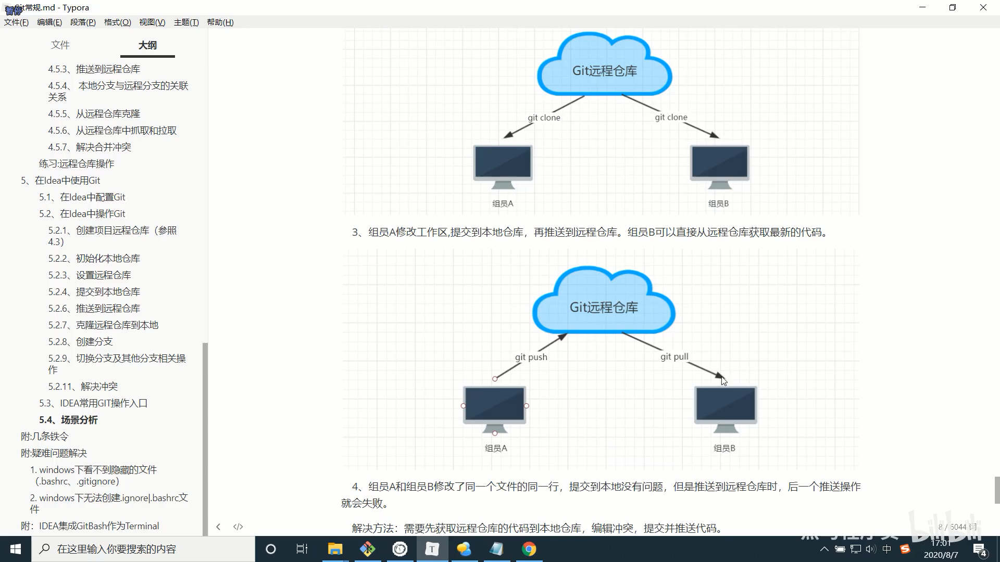 暂停
Git常规.md - Typora
文件(F) 编辑(E) 段落(P) 格式(O) 视图(V) 主题(T) 帮助(H)
文件 大纲
4.5.3、推送到远程仓库
4.5.4、 本地分支与远程分支的关联
关系
4.5.5、从远程仓库克隆
4.5.6、从远程仓库中抓取和拉取
4.5.7、解决合并冲突
练习:远程仓库操作
5、在Idea中使用Git
5.1、在Idea中配置Git
5.2、在Idea中操作Git
5.2.1、创建项目远程仓库（参照
4.3）
5.2.2、初始化本地仓库
5.2.3、设置远程仓库
5.2.4、提交到本地仓库
5.2.6、推送到远程仓库
5.2.7、克隆远程仓库到本地
5.2.8、创建分支
5.2.9、切换分支及其他分支相关操
作
5.2.11、解决冲突
5.3、IDEA常用GIT操作入口
5.4、场景分析
附:几条铁令
附:疑难问题解决
1. windows下看不到隐藏的文件
（.bashrc、.gitignore）
2. windows下无法创建.ignore|.bashrc文
件
附：IDEA集成GitBash作为Terminal
Git远程仓库
git clone git clone
组员A 组员B
3、组员A修改工作区,提交到本地仓库，再推送到远程仓库。组员B可以直接从远程仓库获取最新的代码。
Git远程仓库
git push git pull
组员A 组员B
4、组员A和组员B修改了同一个文件的同一行，提交到本地没有问题，但是推送到远程仓库时，后一个推送操作
就会失败。
解决方法：需要先获取远程仓库的代码到本地仓库，编辑冲突，提交并推送代码。
8 / 6044 词
bilibili
在这里输入你要搜索的内容
T
中
17:01
2020/8/7
4